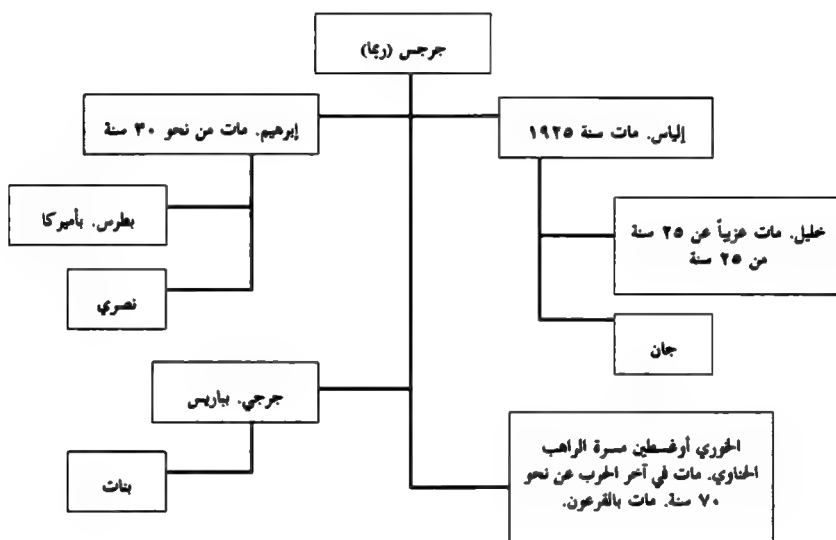 جرجس (ربما)
إلياس. مات سنة ١٩٢٥
إبرهيم. مات من نحو ٣٠ سنة
بطرس. بأميركا
خليل. مات عزيباً عن ٢٥ سنة
من ٢٥ سنة
نصري
جان
جرجي. بباريس
الخوري أوغسطين مسرة الراهب
الحناوي. مات في آخر الحرب عن نحو
٧٠ سنة. مات بالقرعون.
بنات